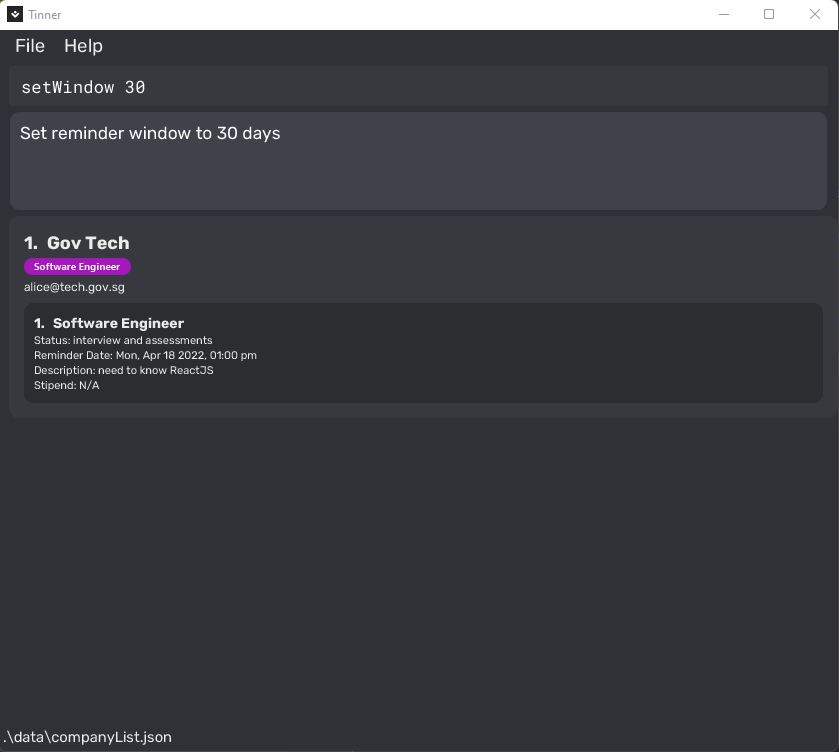 Tinner
File Help
setWindow 30
Set reminder window to 30 days
1. Gov Tech
Software Engineer
alice@tech.gov.sg
1. Software Engineer
Status: interview and assessments
Reminder Date: Mon, Apr 18 2022, 01:00 pm
Description: need to know ReactJS
Stipend: N/A
.\data\companyList.json